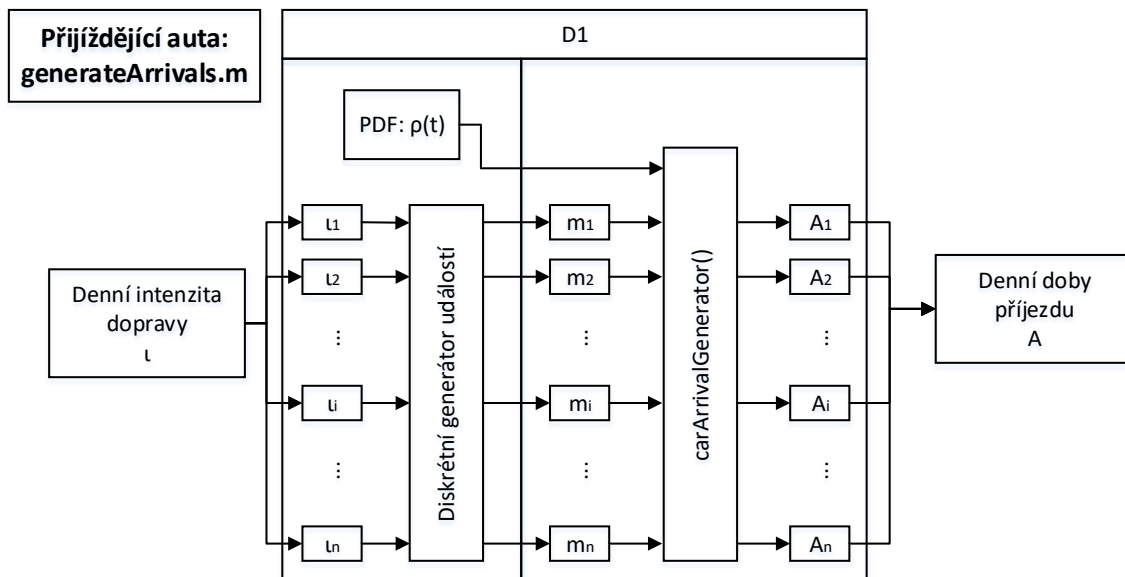 Přijíždějící auta:
generateArrivals.m
D1
PDF: ρ(t)
Denní intenzita
dopravy
ι
ι1
ι2
⋮
ιi
⋮
ιn
Diskrétní generátor událostí
m1
m2
⋮
mi
⋮
mn
carArrivalGenerator()
A1
A2
⋮
Ai
⋮
An
Denní doby
příjezdu
A